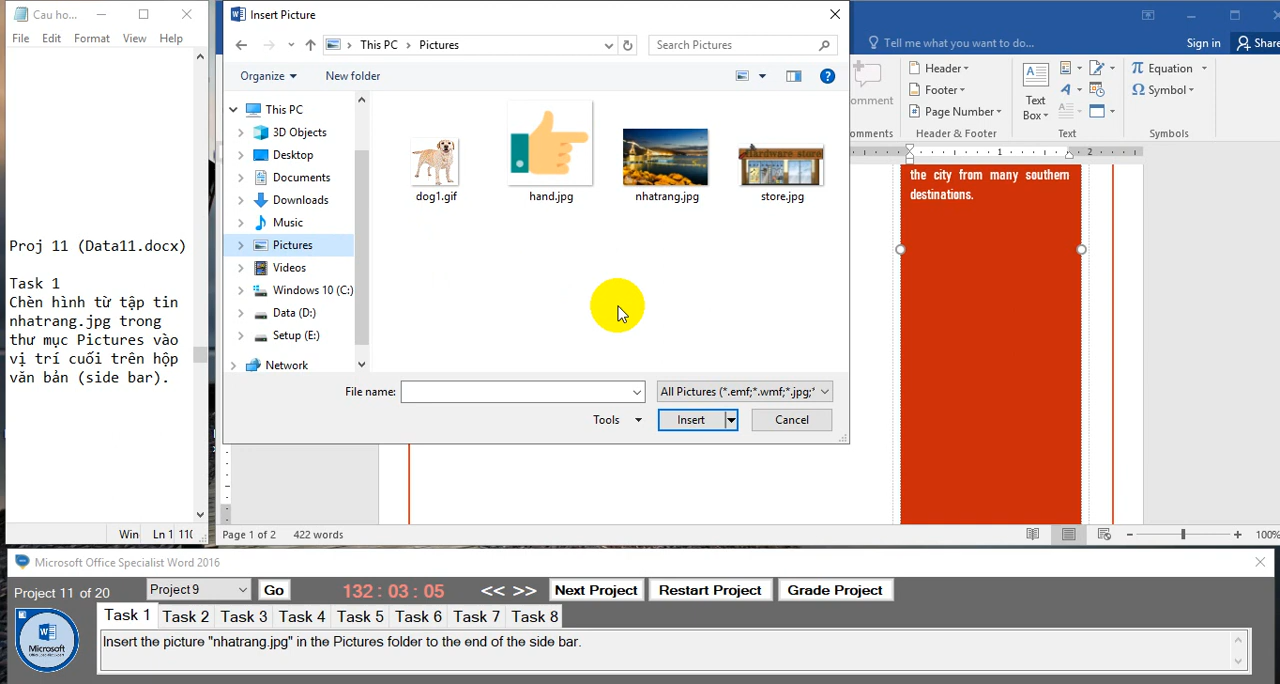 Cau ho...
File Edit Format View Help
Proj 11 (Data11.docx)
Task 1
Chèn hình từ tập tin
nhatrang.jpg trong
thư mục Pictures vào
vị trí cuối trên hộp
văn bản (side bar).
Win Ln 1
Insert Picture
This PC Pictures
Search Pictures
Organize New folder
This PC
3D Objects
Desktop
Documents
Downloads
Music
Pictures
Videos
Windows 10 (C:)
Data (D:)
Setup (E:)
Network
dog1.gif hand.jpg nhatrang.jpg store.jpg
File name: All Pictures (*.emf;*.wmf;*.jpg;*
Tools Insert Cancel
Tell me what you want to do...
Sign in Share
omment
omments
Header
Footer
Page Number
Header & Footer
Text
Box
Text
π Equation
Ω Symbol
Symbols
1 2
the city from many southern
destinations.
Page 1 of 2 422 words
100%
Microsoft Office Specialist Word 2016
Project 11 of 20 Project9 Go 132 : 03 : 05 << >> Next Project Restart Project Grade Project
Task 1 Task 2 Task 3 Task 4 Task 5 Task 6 Task 7 Task 8
Insert the picture "nhatrang.jpg" in the Pictures folder to the end of the side bar.
Microsoft